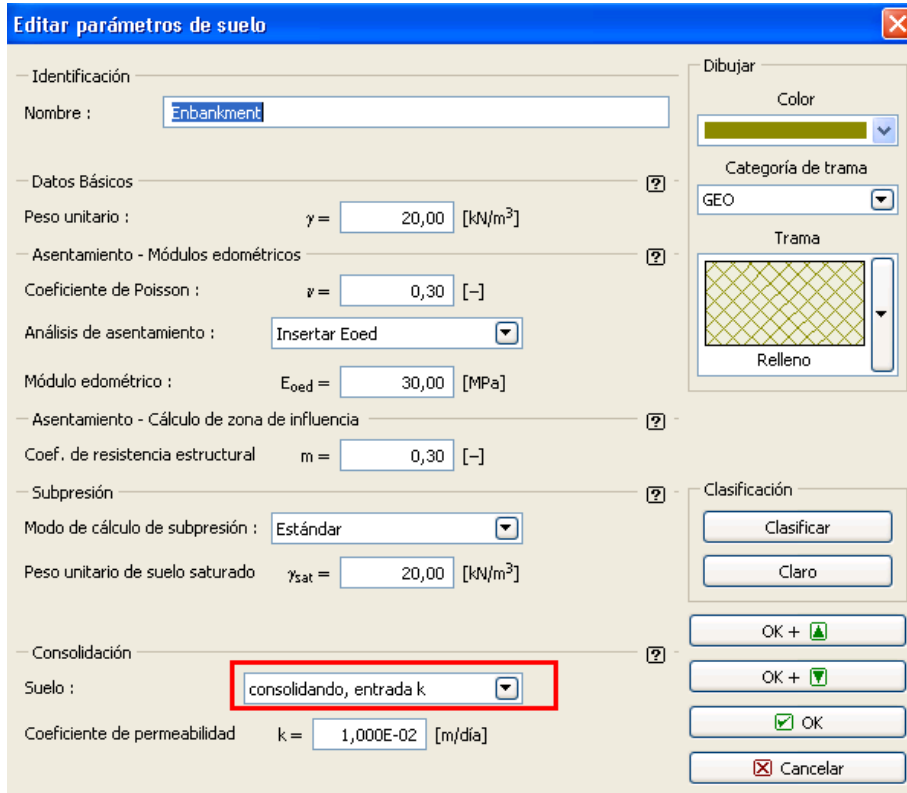 Editar parámetros de suelo
Identificación
Nombre : Enbankment
Datos Básicos [?]
Peso unitario : γ = 20,00 [kN/m³]
Asentamiento - Módulos edométricos [?]
Coeficiente de Poisson : ν = 0,30 [–]
Análisis de asentamiento : Insertar Eoed
Módulo edométrico : Eoed = 30,00 [MPa]
Asentamiento - Cálculo de zona de influencia [?]
Coef. de resistencia estructural m = 0,30 [–]
Subpresión [?]
Modo de cálculo de subpresión : Estándar
Peso unitario de suelo saturado γsat = 20,00 [kN/m³]
Consolidación [?]
Suelo : consolidando, entrada k
Coeficiente de permeabilidad k = 1,000E-02 [m/día]
Dibujar
Color
Categoría de trama
GEO
Trama
Relleno
Clasificación
Clasificar
Claro
OK +
OK +
OK
Cancelar